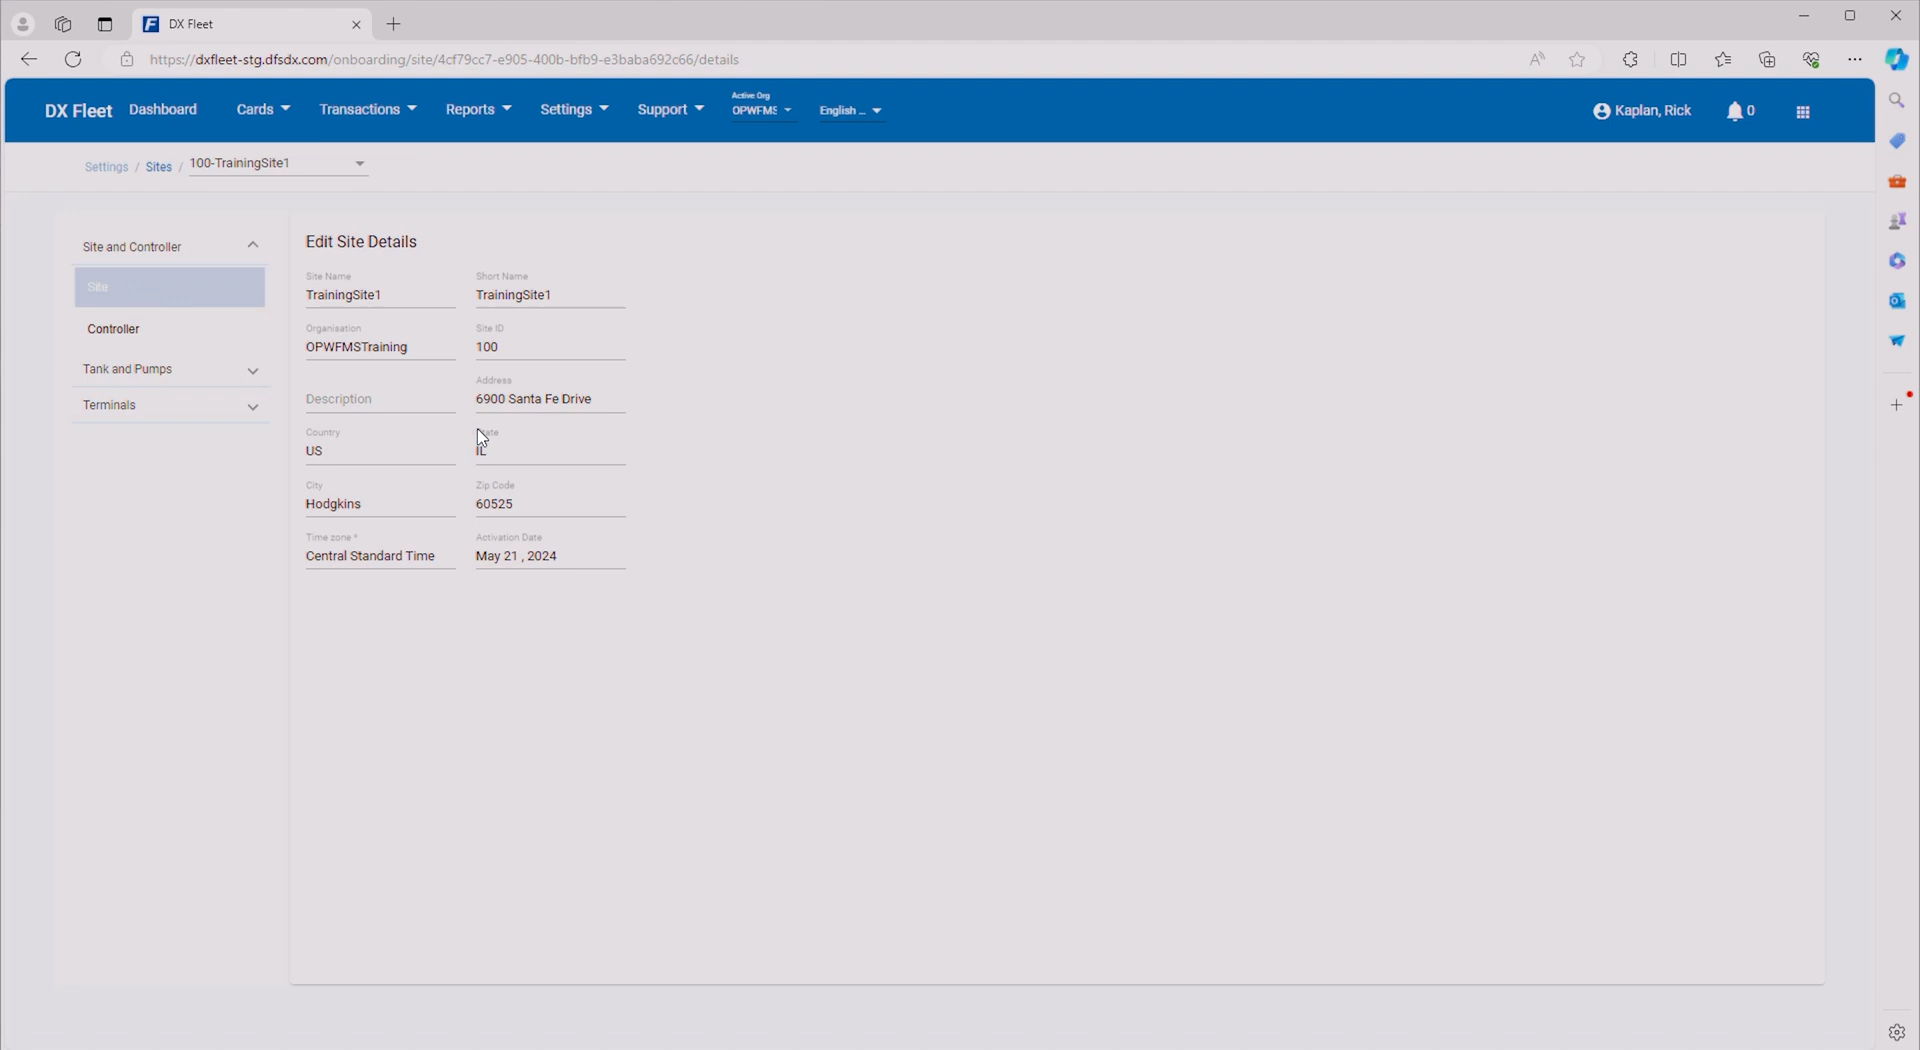 DX Fleet
https://dxfleet-stg.dfsdx.com/onboarding/site/4cf79cc7-e905-400b-bfb9-e3baba692c66/details
DX Fleet Dashboard Cards Transactions Reports Settings Support Active Org OPWFMS English ... Kaplan, Rick 0
Settings / Sites / 100-TrainingSite1
Site and Controller
Site
Controller
Tank and Pumps
Terminals
Edit Site Details
Site Name Short Name
TrainingSite1 TrainingSite1
Organisation Site ID
OPWFMSTraining 100
Address
Description 6900 Santa Fe Drive
Country
US IL
City Zip Code
Hodgkins 60525
Time zone * Activation Date
Central Standard Time May 21 , 2024